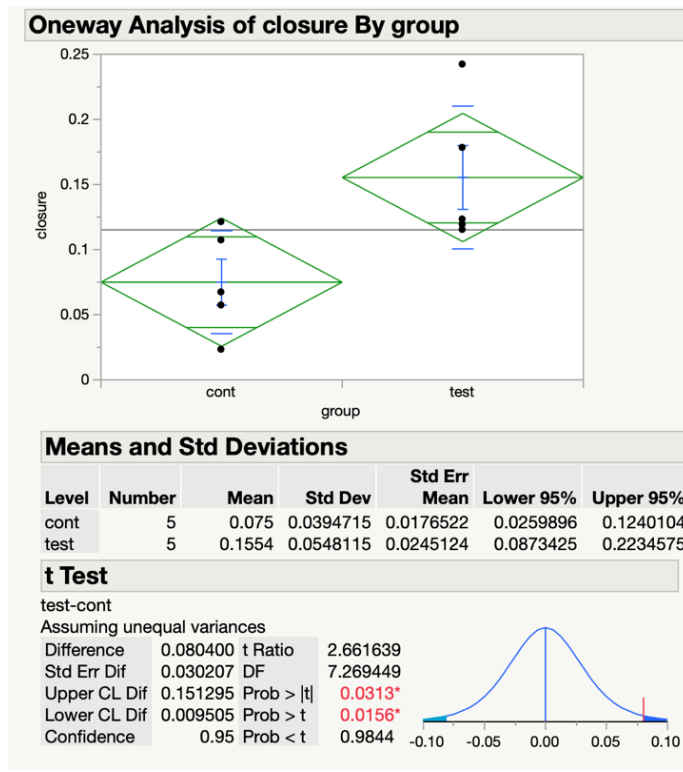 Oneway Analysis of closure By group
0.25
0.2
0.15
0.1
0.05
0
closure
cont test
group
Means and Std Deviations
Std Err
Level Number Mean Std Dev Mean Lower 95% Upper 95%
cont 5 0.075 0.0394715 0.0176522 0.0259896 0.1240104
test 5 0.1554 0.0548115 0.0245124 0.0873425 0.2234575
t Test
test-cont
Assuming unequal variances
Difference 0.080400 t Ratio 2.661639
Std Err Dif 0.030207 DF 7.269449
Upper CL Dif 0.151295 Prob > |t| 0.0313*
Lower CL Dif 0.009505 Prob > t 0.0156*
Confidence 0.95 Prob < t 0.9844
-0.10 -0.05 0.00 0.05 0.10